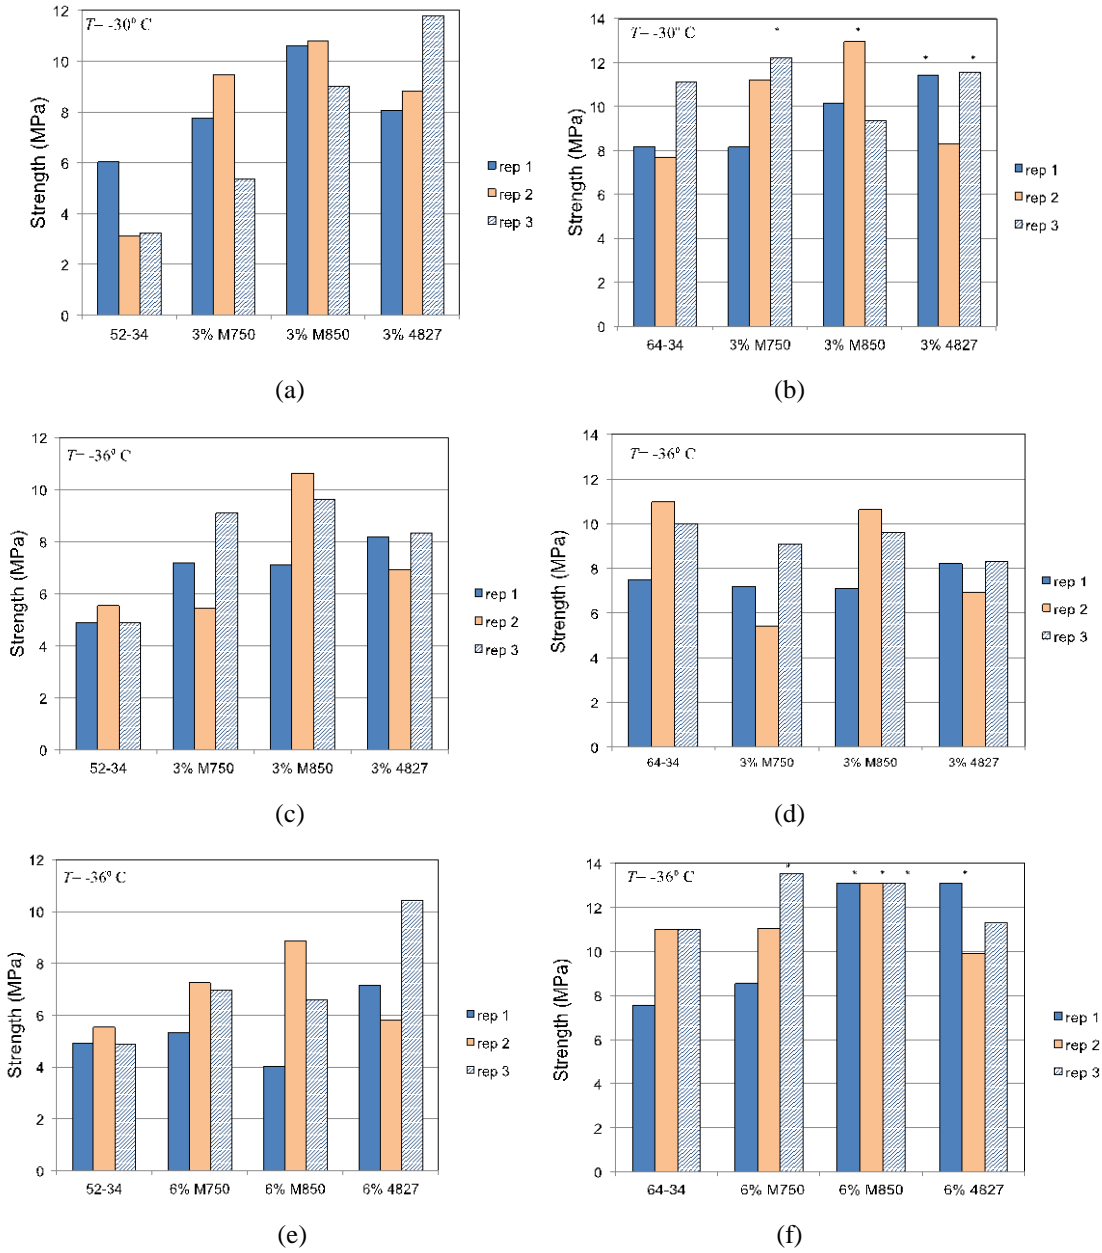 T= -30⁰ C
12
10
8
6
4
2
0
Strength (MPa)
52-34 3% M750 3% M850 3% 4827
rep 1
rep 2
rep 3
(a)
T= -30⁰ C
14
12
10
8
6
4
2
0
Strength (MPa)
* * * *
64-34 3% M750 3% M850 3% 4827
rep 1
rep 2
rep 3
(b)
T= -36⁰ C
12
10
8
6
4
2
0
Strength (MPa)
52-34 3% M750 3% M850 3% 4827
rep 1
rep 2
rep 3
(c)
T= -36⁰ C
14
12
10
8
6
4
2
0
Strength (MPa)
64-34 3% M750 3% M850 3% 4827
rep 1
rep 2
rep 3
(d)
T= -36⁰ C
12
10
8
6
4
2
0
Strength (MPa)
52-34 6% M750 6% M850 6% 4827
rep 1
rep 2
rep 3
(e)
T= -36⁰ C
14
12
10
8
6
4
2
0
Strength (MPa)
* * * * *
64-34 6% M750 6% M850 6% 4827
rep 1
rep 2
rep 3
(f)